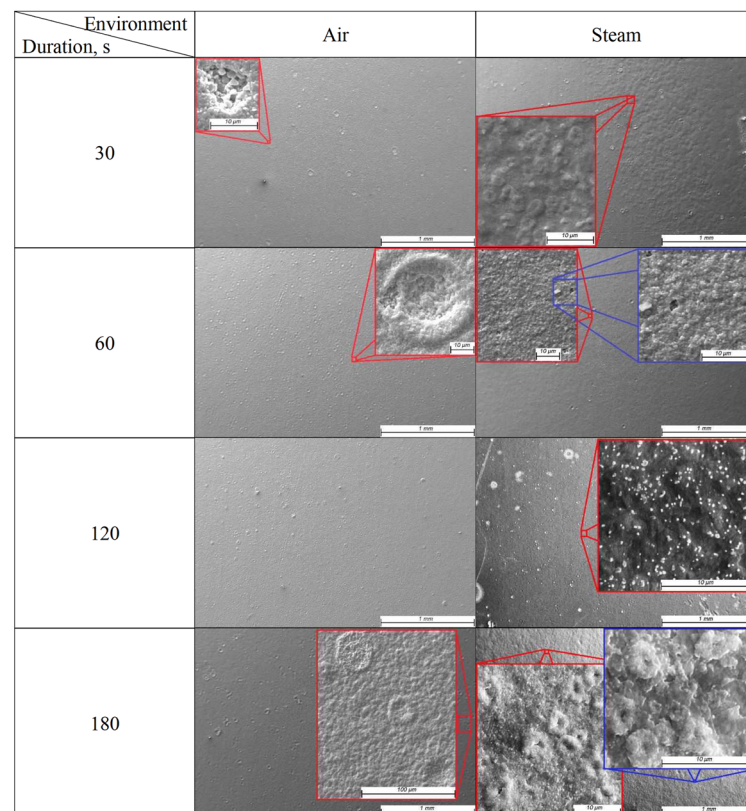 Environment
Duration, s
Air
Steam
30
10 µm
1 mm
10 µm
1 mm
60
10 µm
1 mm
10 µm
10 µm
1 mm
120
1 mm
10 µm
1 mm
180
100 µm
1 mm
10 µm
10 µm
1 mm